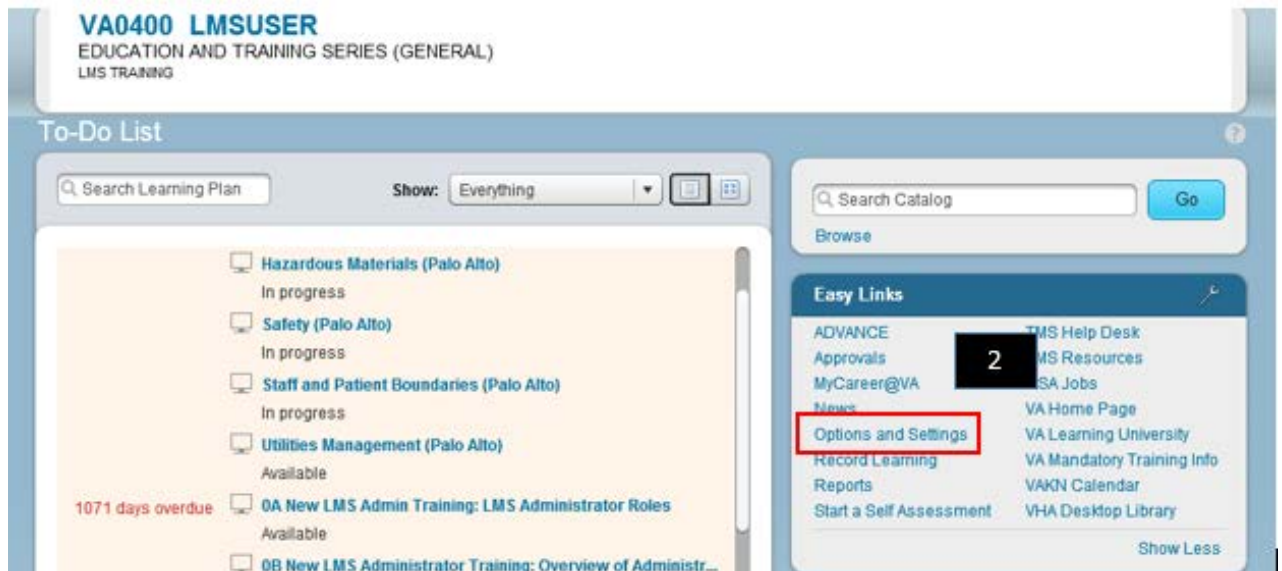 VA0400 LMSUSER
EDUCATION AND TRAINING SERIES (GENERAL)
LMS TRAINING
To-Do List
?
Search Learning Plan
Show: Everything
Hazardous Materials (Palo Alto)
In progress
Safety (Palo Alto)
In progress
Staff and Patient Boundaries (Palo Alto)
In progress
Utilities Management (Palo Alto)
Available
1071 days overdue 0A New LMS Admin Training: LMS Administrator Roles
Available
0B New LMS Administrator Training: Overview of Administr...
Search Catalog
Go
Browse
Easy Links
ADVANCE
Approvals
MyCareer@VA
News
Options and Settings
Record Learning
Reports
Start a Self Assessment
2
TMS Help Desk
MS Resources
SA Jobs
VA Home Page
VA Learning University
VA Mandatory Training Info
VAKN Calendar
VHA Desktop Library
Show Less